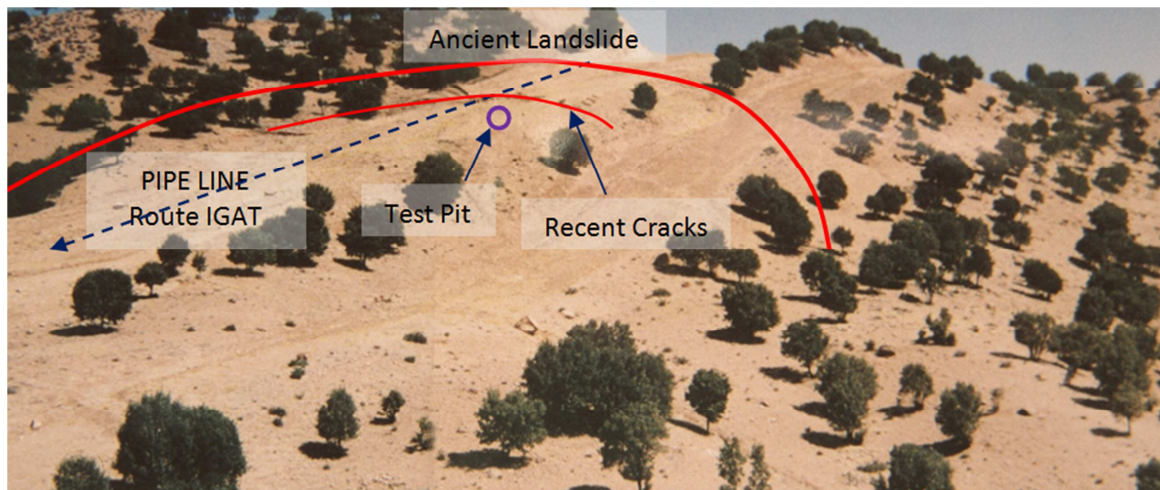 Ancient Landslide
PIPE LINE
Route IGAT
Test Pit
Recent Cracks